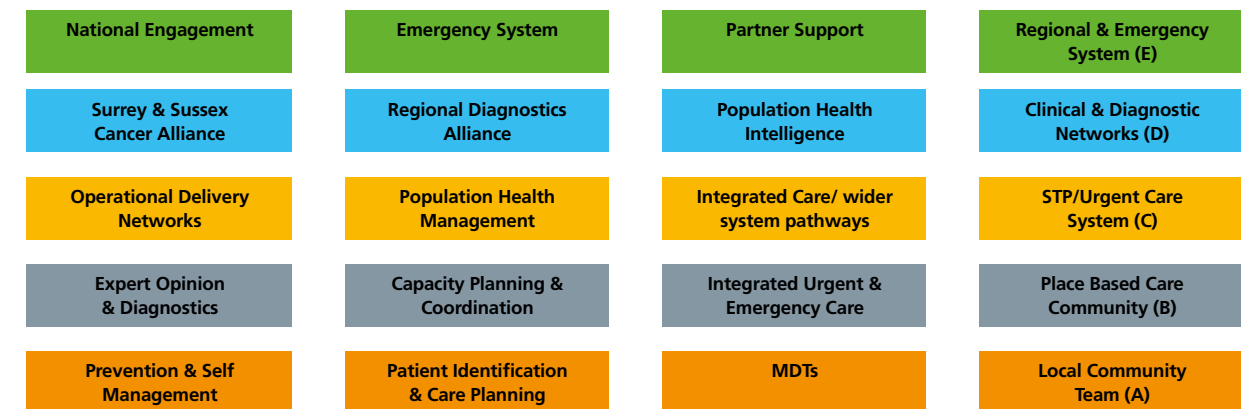 National Engagement
Emergency System
Partner Support
Regional & Emergency
System (E)
Surrey & Sussex
Cancer Alliance
Regional Diagnostics
Alliance
Population Health
Intelligence
Clinical & Diagnostic
Networks (D)
Operational Delivery
Networks
Population Health
Management
Integrated Care/ wider
system pathways
STP/Urgent Care
System (C)
Expert Opinion
& Diagnostics
Capacity Planning &
Coordination
Integrated Urgent &
Emergency Care
Place Based Care
Community (B)
Prevention & Self
Management
Patient Identification
& Care Planning
MDTs
Local Community
Team (A)